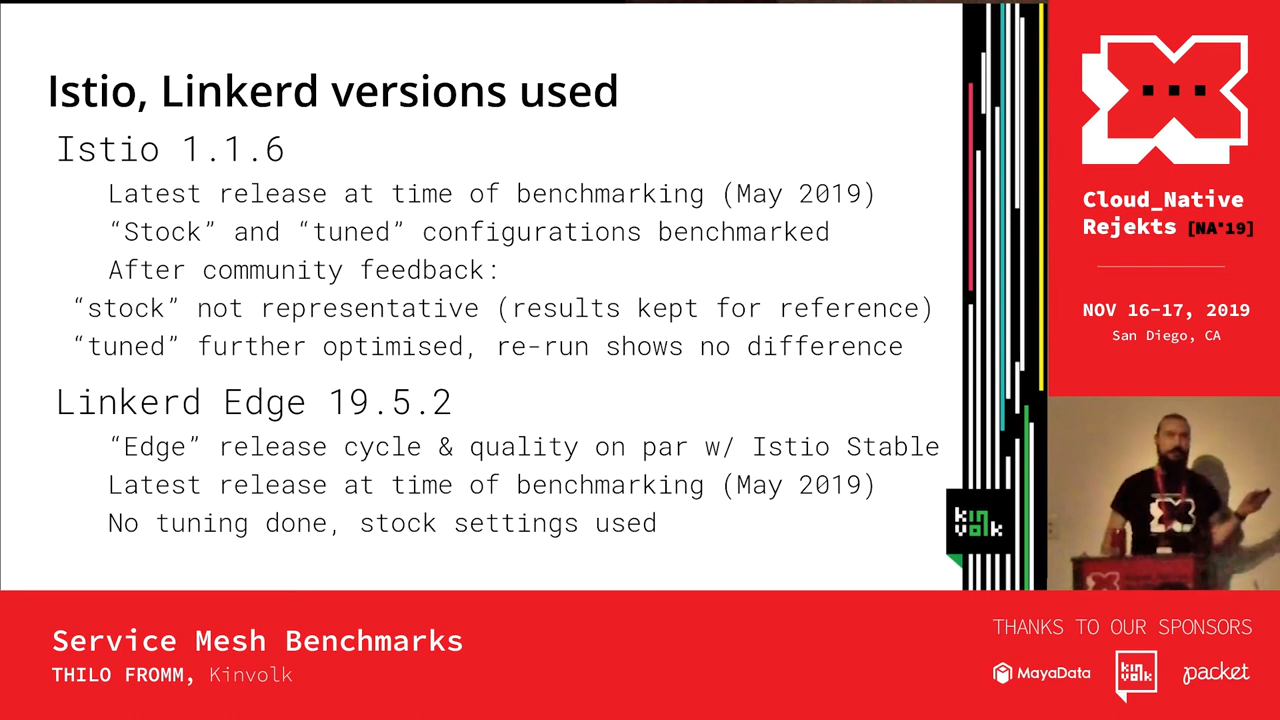 Istio, Linkerd versions used
Istio 1.1.6
Latest release at time of benchmarking (May 2019)
“Stock” and “tuned” configurations benchmarked
After community feedback:
“stock” not representative (results kept for reference)
“tuned” further optimised, re-run shows no difference
Linkerd Edge 19.5.2
“Edge” release cycle & quality on par w/ Istio Stable
Latest release at time of benchmarking (May 2019)
No tuning done, stock settings used
kin
volk
Cloud_Native
Rejekts [NA'19]
NOV 16-17, 2019
San Diego, CA
Service Mesh Benchmarks
THILO FROMM, Kinvolk
THANKS TO OUR SPONSORS
MayaData
kin
volk
packet